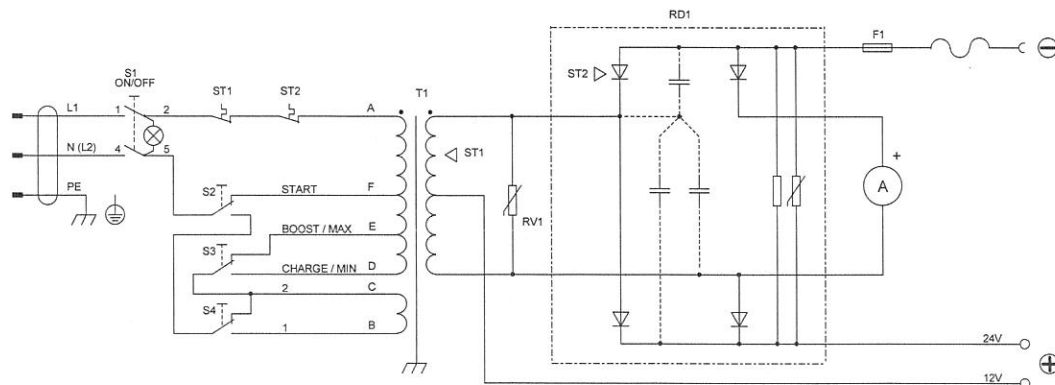 RD1
F1
S1
ON/OFF
ST1
ST2
ST2
L1
1
2
A
T1
N (L2)
4
5
ST1
+
PE
S2
START
F
A
RV1
BOOST / MAX
E
S3
CHARGE / MIN
D
2
C
S4
1
B
24V
12V